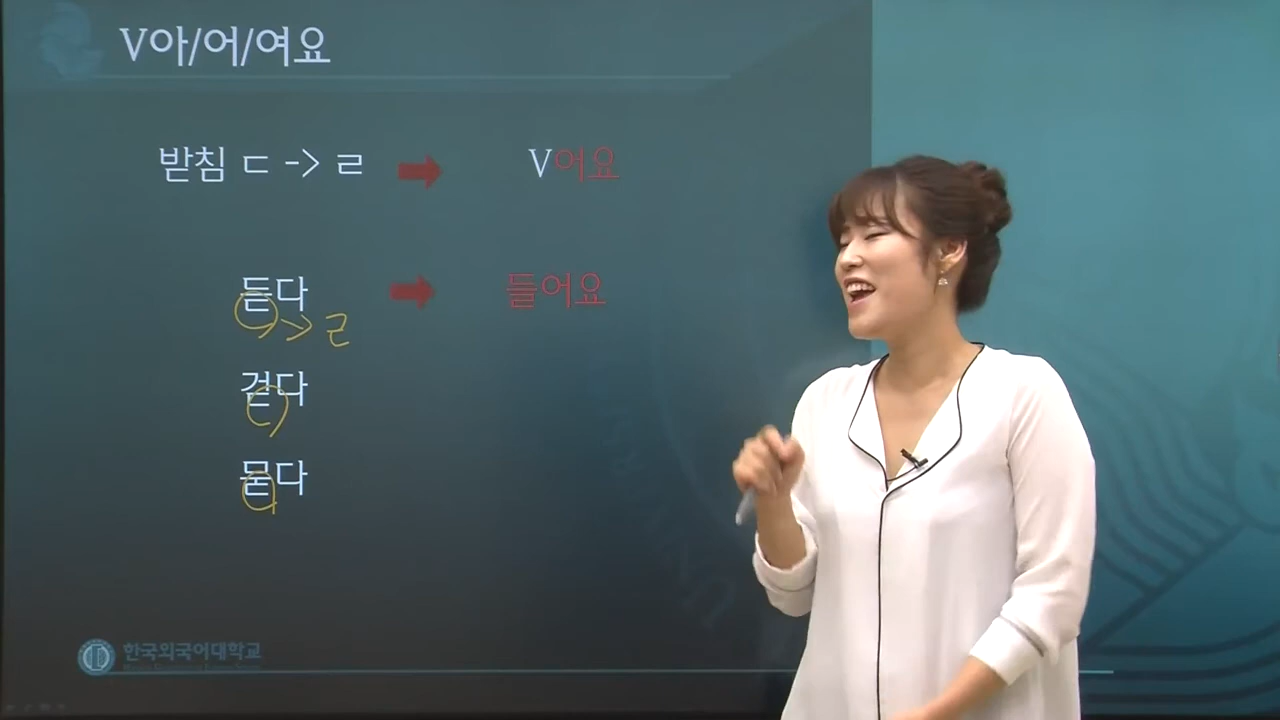 V아/어/여요
받침 ㄷ -> ㄹ V어요
듣다 들어요
> ㄹ
걷다
묻다
한국외국어대학교